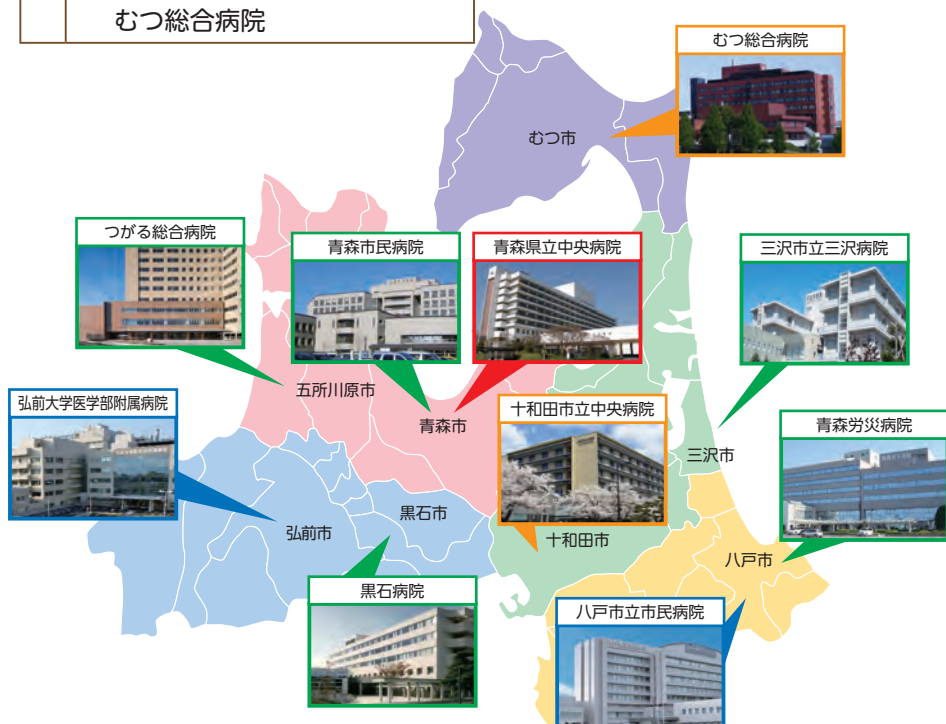 むつ総合病院
むつ総合病院
むつ市
つがる総合病院
青森市民病院
青森県立中央病院
三沢市立三沢病院
五所川原市
弘前大学医学部附属病院
青森市
十和田市立中央病院
青森労災病院
三沢市
黒石市
弘前市
十和田市
八戸市
黒石病院
八戸市立市民病院